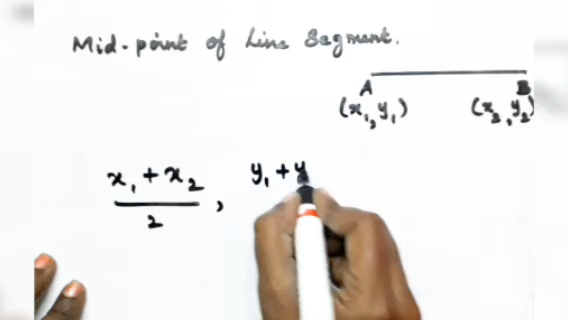 Mid-point of Line Segment.
A B
(x₁, y₁) (x₂, y₂)
x₁ + x₂ / 2 , y₁ + y